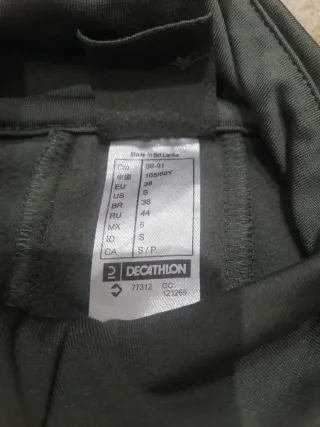 Made in Sri Lanka
Cm 88-91
中国 165/88Y
EU 38
US S
BR 38
RU 44
MX 5
ID S
CA S / P
DECATHLON
77312 CC:
121265